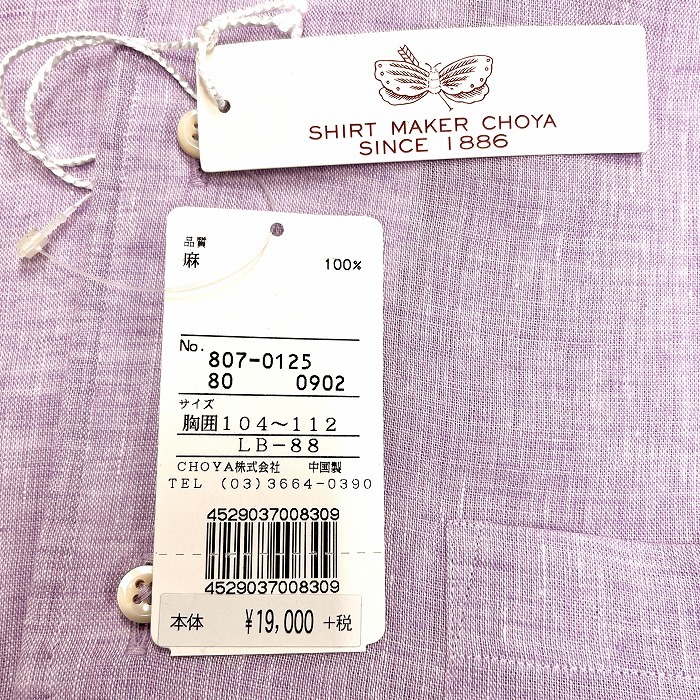 SHIRT MAKER CHOYA
SINCE 1886
品質
麻 100%
No.
807-0125
80 0902
サイズ
胸囲104～112
LB-88
CHOYA株式会社 中国製
TEL (03)3664-0390
4529037008309
4529037008309
本体 ¥19,000 +税